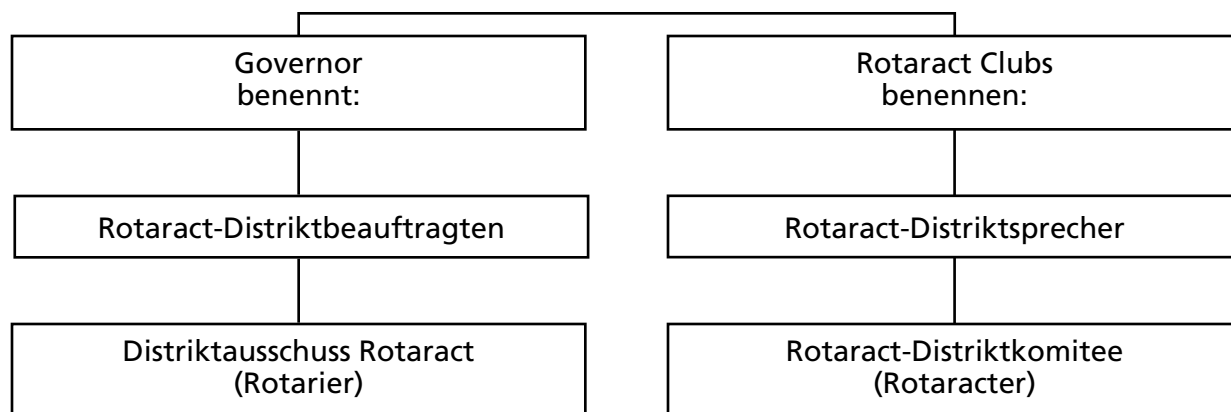 Governor
benennt:
Rotaract Clubs
benennen:
Rotaract-Distriktbeauftragten
Rotaract-Distriktsprecher
Distriktausschuss Rotaract
(Rotarier)
Rotaract-Distriktkomitee
(Rotaracter)